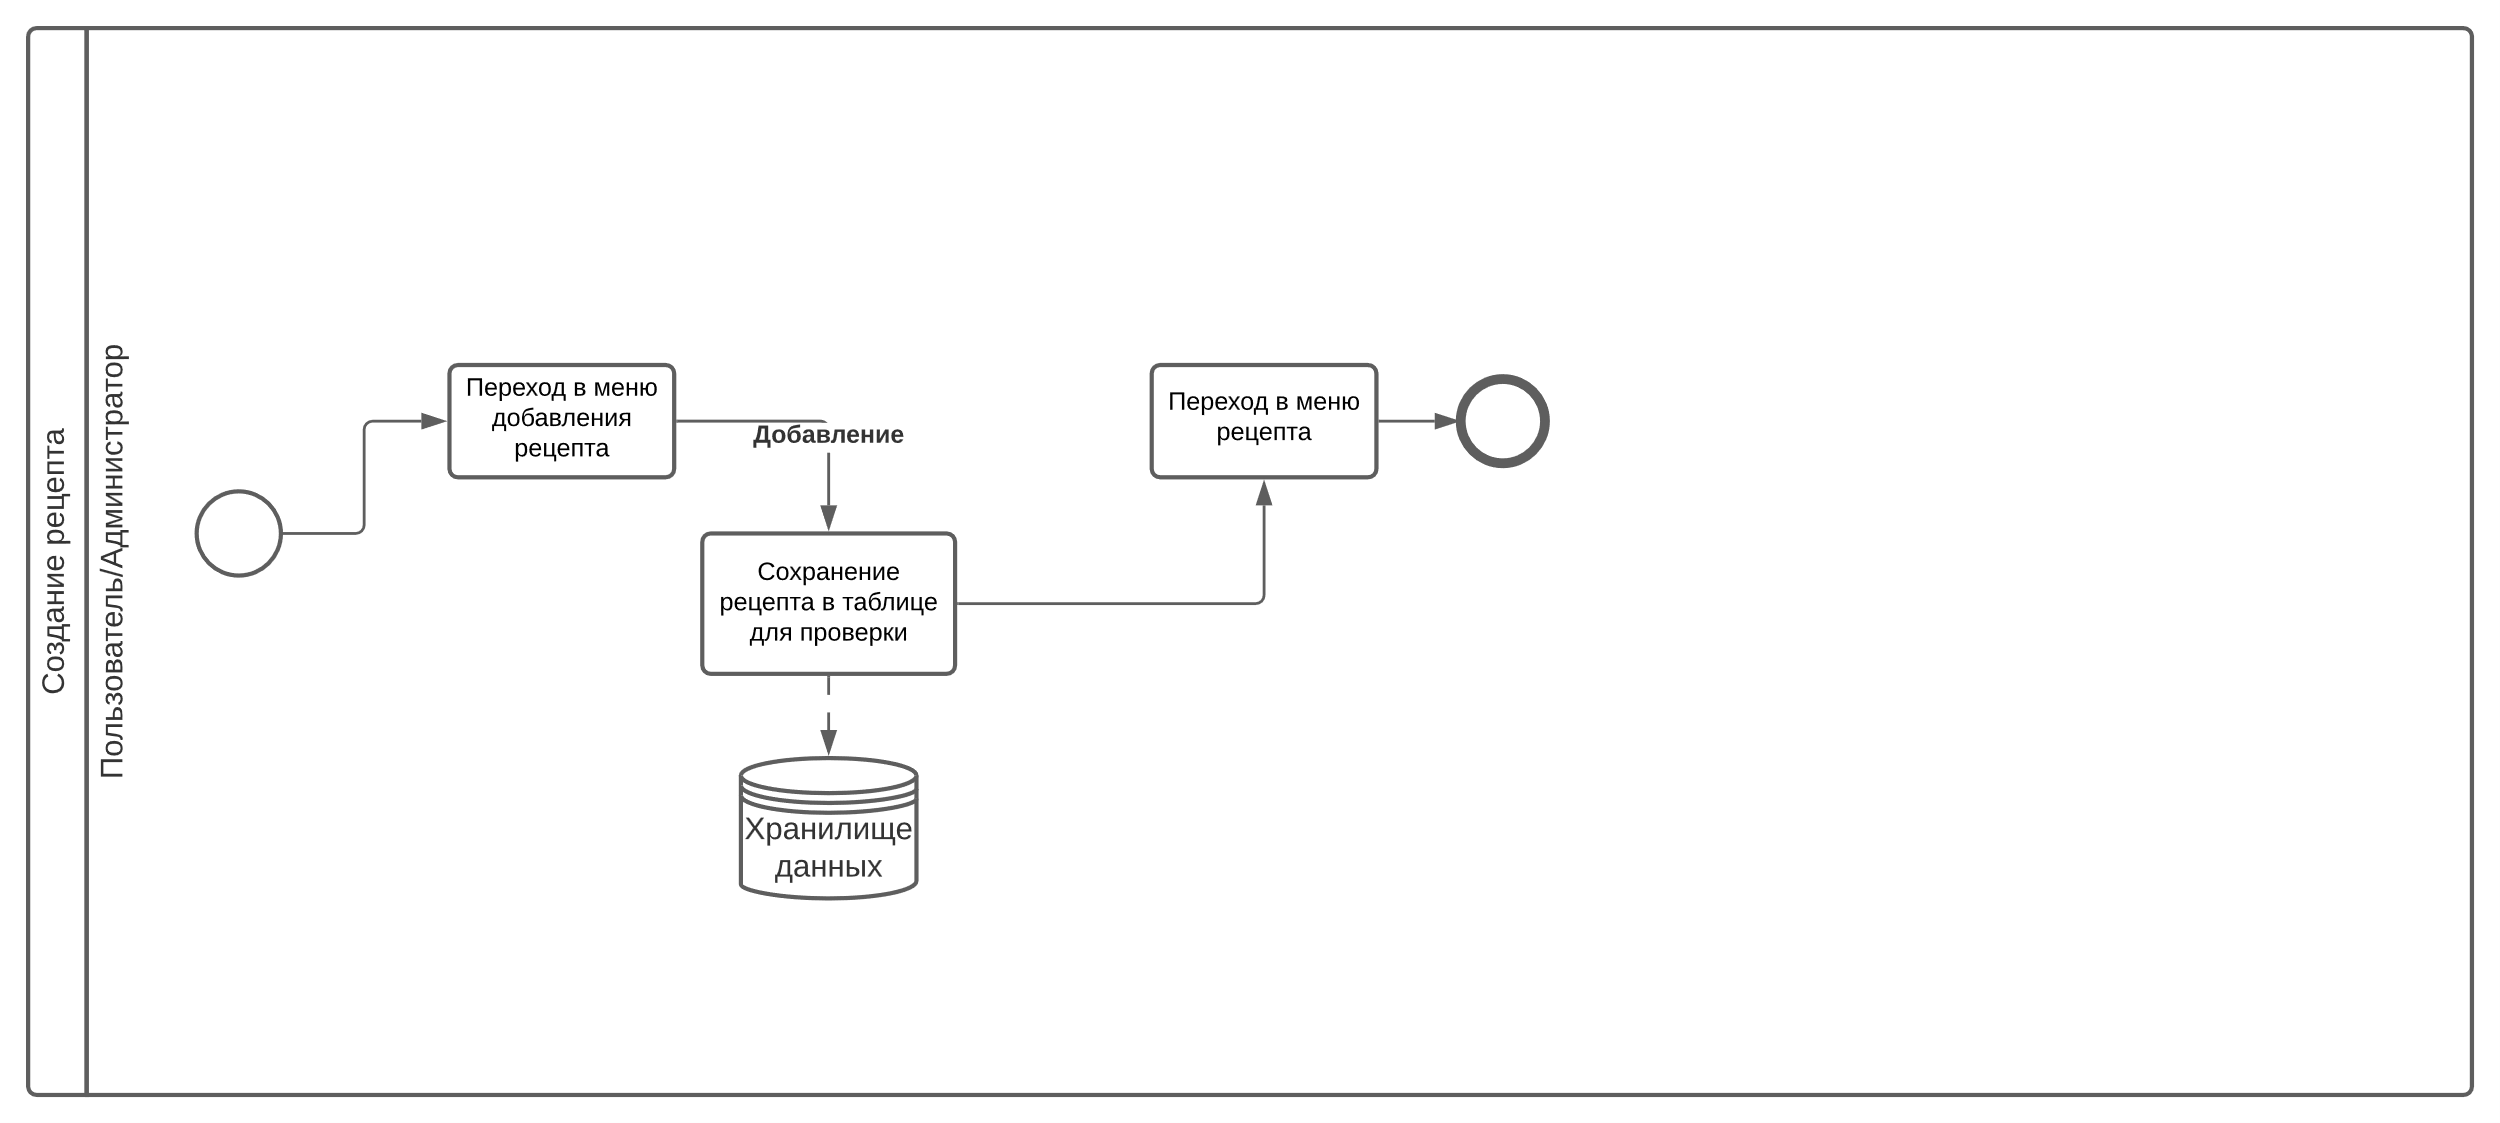 Создание рецепта
Пользователь/Администратор
Переход в меню
добавления
рецепта
Добавление
Сохранение
рецепта в таблице
для проверки
Хранилище
данных
Переход в меню
рецепта